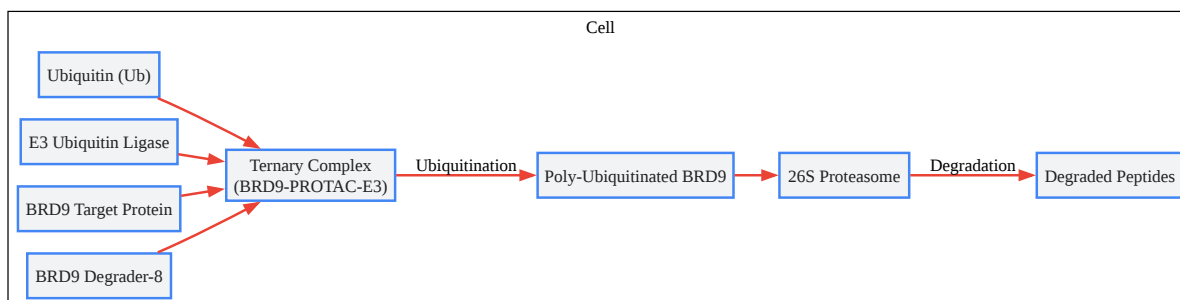 Cell
Ubiquitin (Ub)
E3 Ubiquitin Ligase
BRD9 Target Protein
BRD9 Degrader-8
Ternary Complex
(BRD9-PROTAC-E3)
Ubiquitination
Poly-Ubiquitinated BRD9
26S Proteasome
Degradation
Degraded Peptides